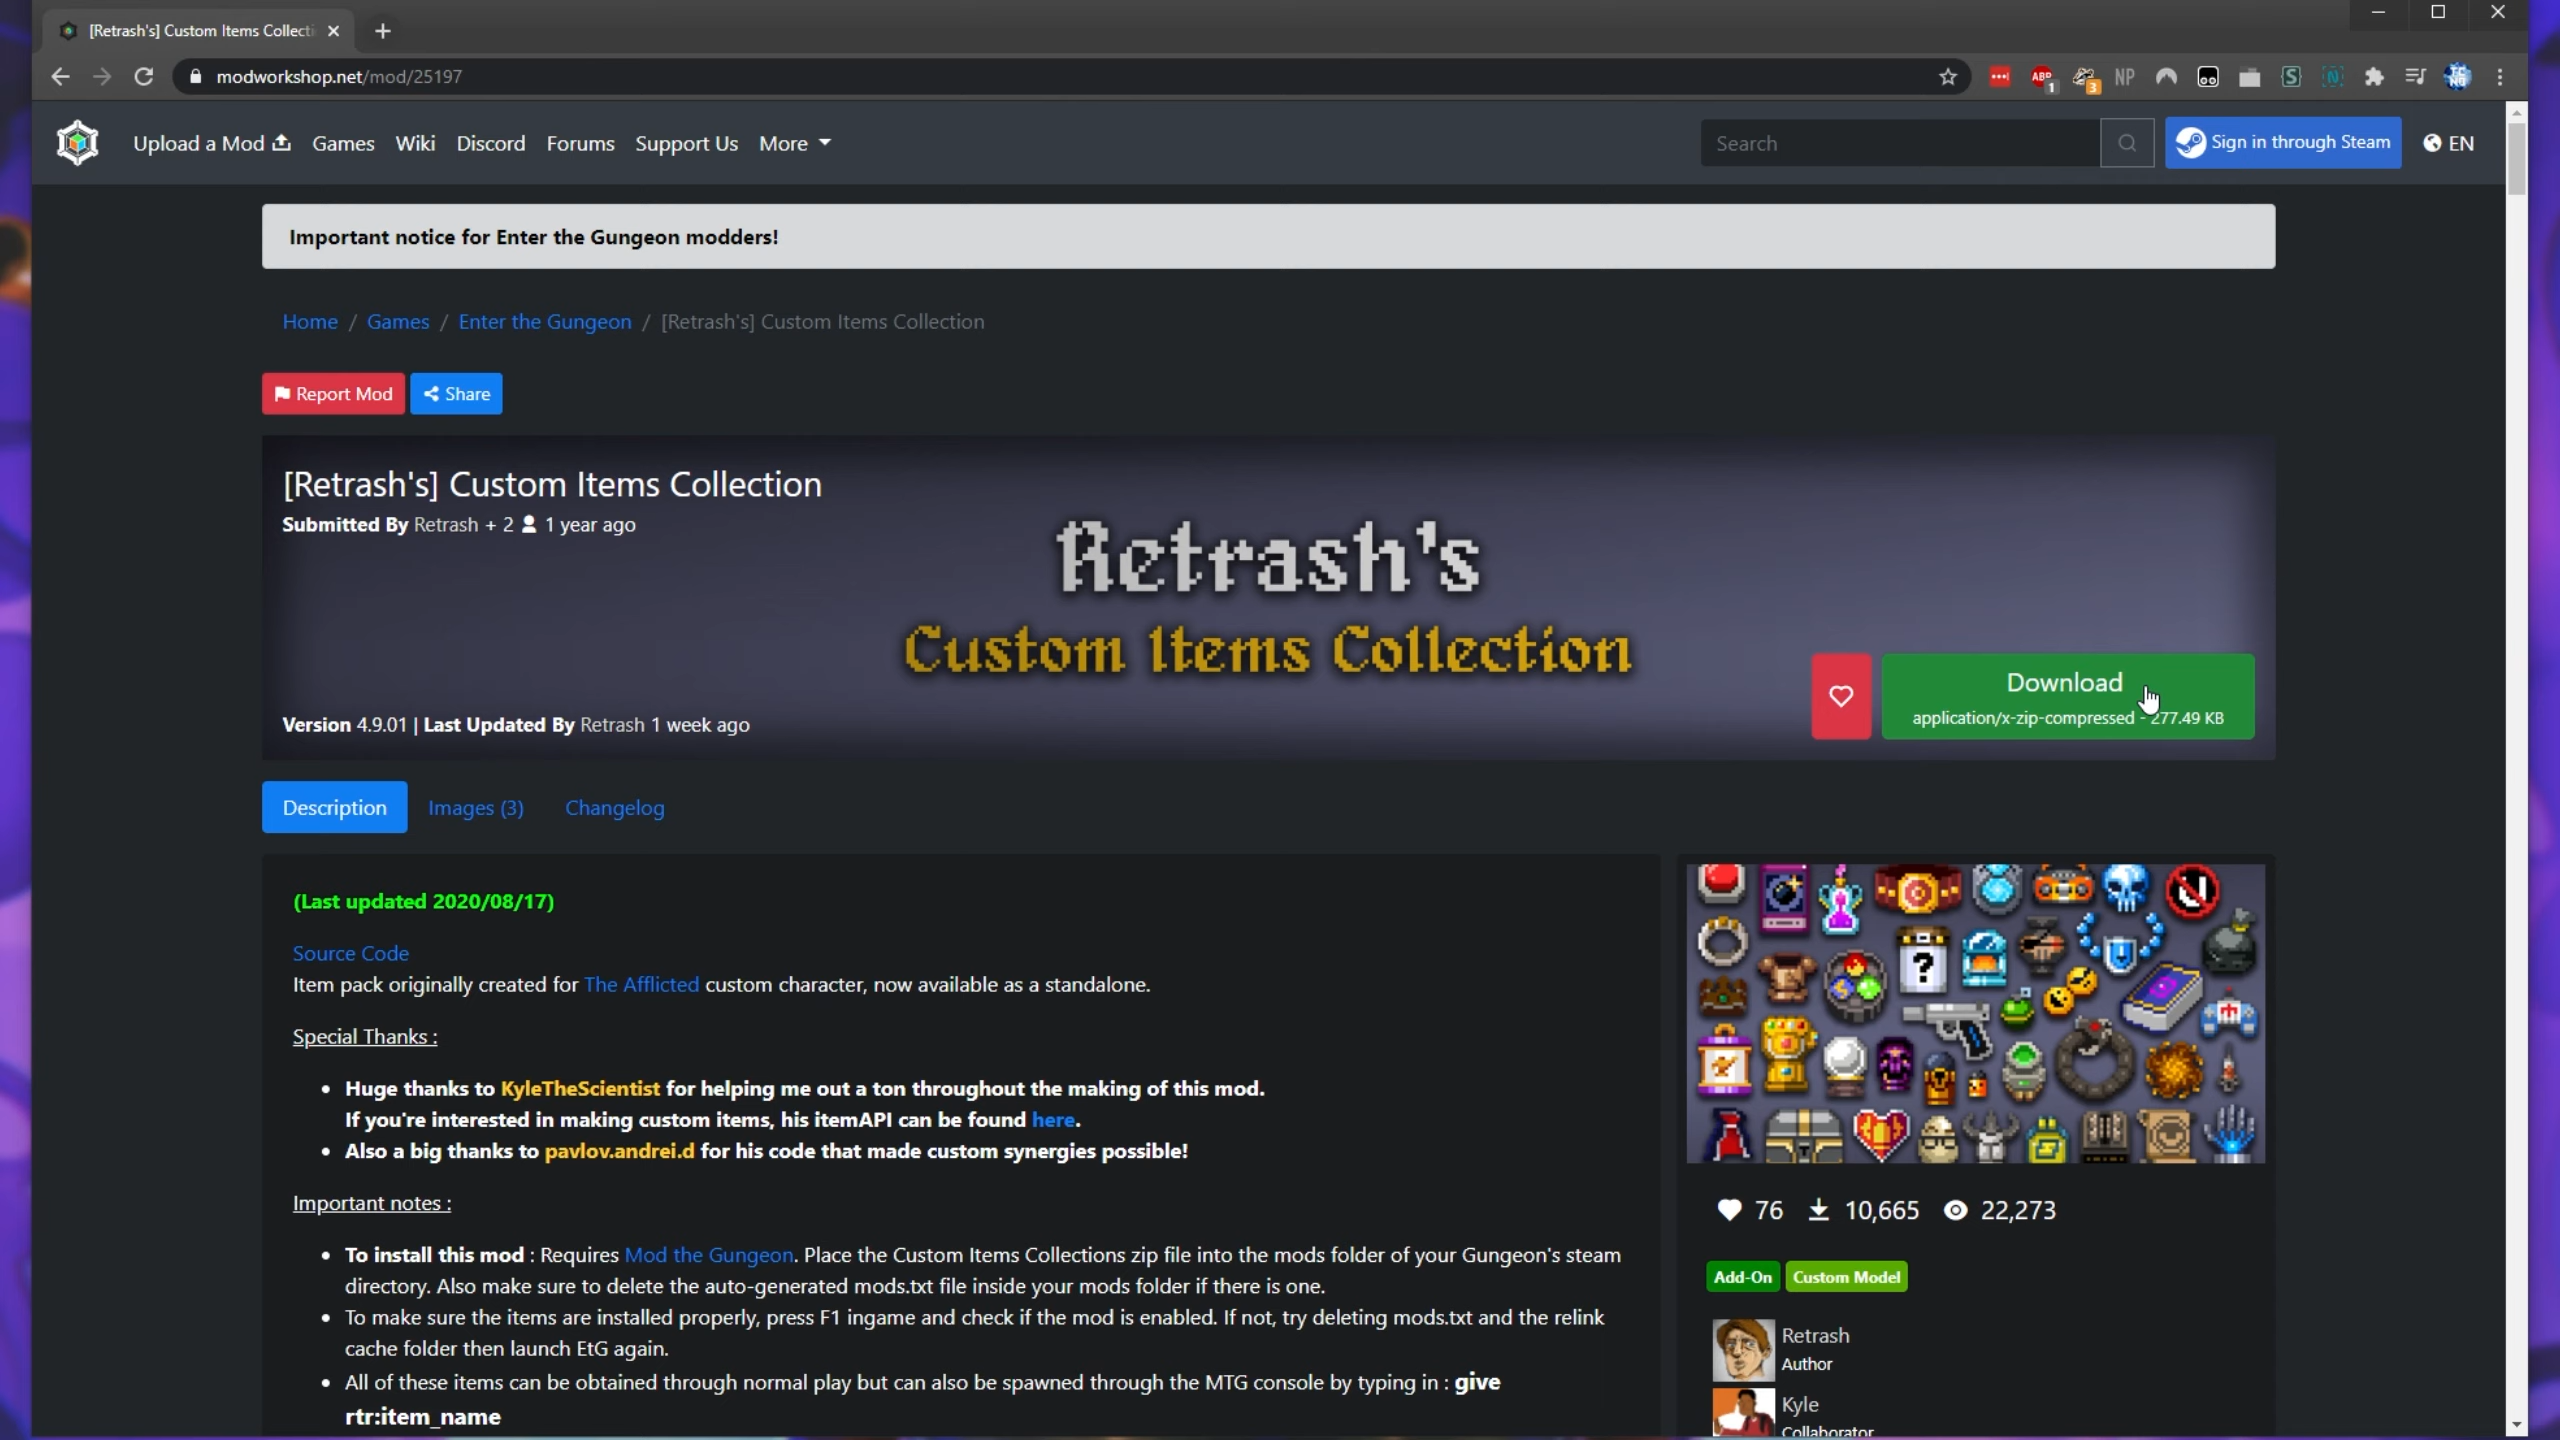 [Retrash's] Custom Items Collecti
modworkshop.net/mod/25197
ABP 1
3
NP
Upload a Mod Games Wiki Discord Forums Support Us More
Search
Sign in through Steam
EN
Important notice for Enter the Gungeon modders!
Home / Games / Enter the Gungeon / [Retrash's] Custom Items Collection
Report Mod
Share
[Retrash's] Custom Items Collection
Submitted By Retrash + 2 1 year ago
Retrash's
Custom Items Collection
Version 4.9.01 | Last Updated By Retrash 1 week ago
Download
application/x-zip-compressed - 277.49 KB
Description
Images (3)
Changelog
(Last updated 2020/08/17)
Source Code
Item pack originally created for The Afflicted custom character, now available as a standalone.
Special Thanks :
• Huge thanks to KyleTheScientist for helping me out a ton throughout the making of this mod.
If you're interested in making custom items, his itemAPI can be found here.
• Also a big thanks to pavlov.andrei.d for his code that made custom synergies possible!
Important notes :
• To install this mod : Requires Mod the Gungeon. Place the Custom Items Collections zip file into the mods folder of your Gungeon's steam
directory. Also make sure to delete the auto-generated mods.txt file inside your mods folder if there is one.
• To make sure the items are installed properly, press F1 ingame and check if the mod is enabled. If not, try deleting mods.txt and the relink
cache folder then launch EtG again.
• All of these items can be obtained through normal play but can also be spawned through the MTG console by typing in : give
rtr:item_name
76 10,665 22,273
Add-On
Custom Model
Retrash
Author
Kyle
Collaborator